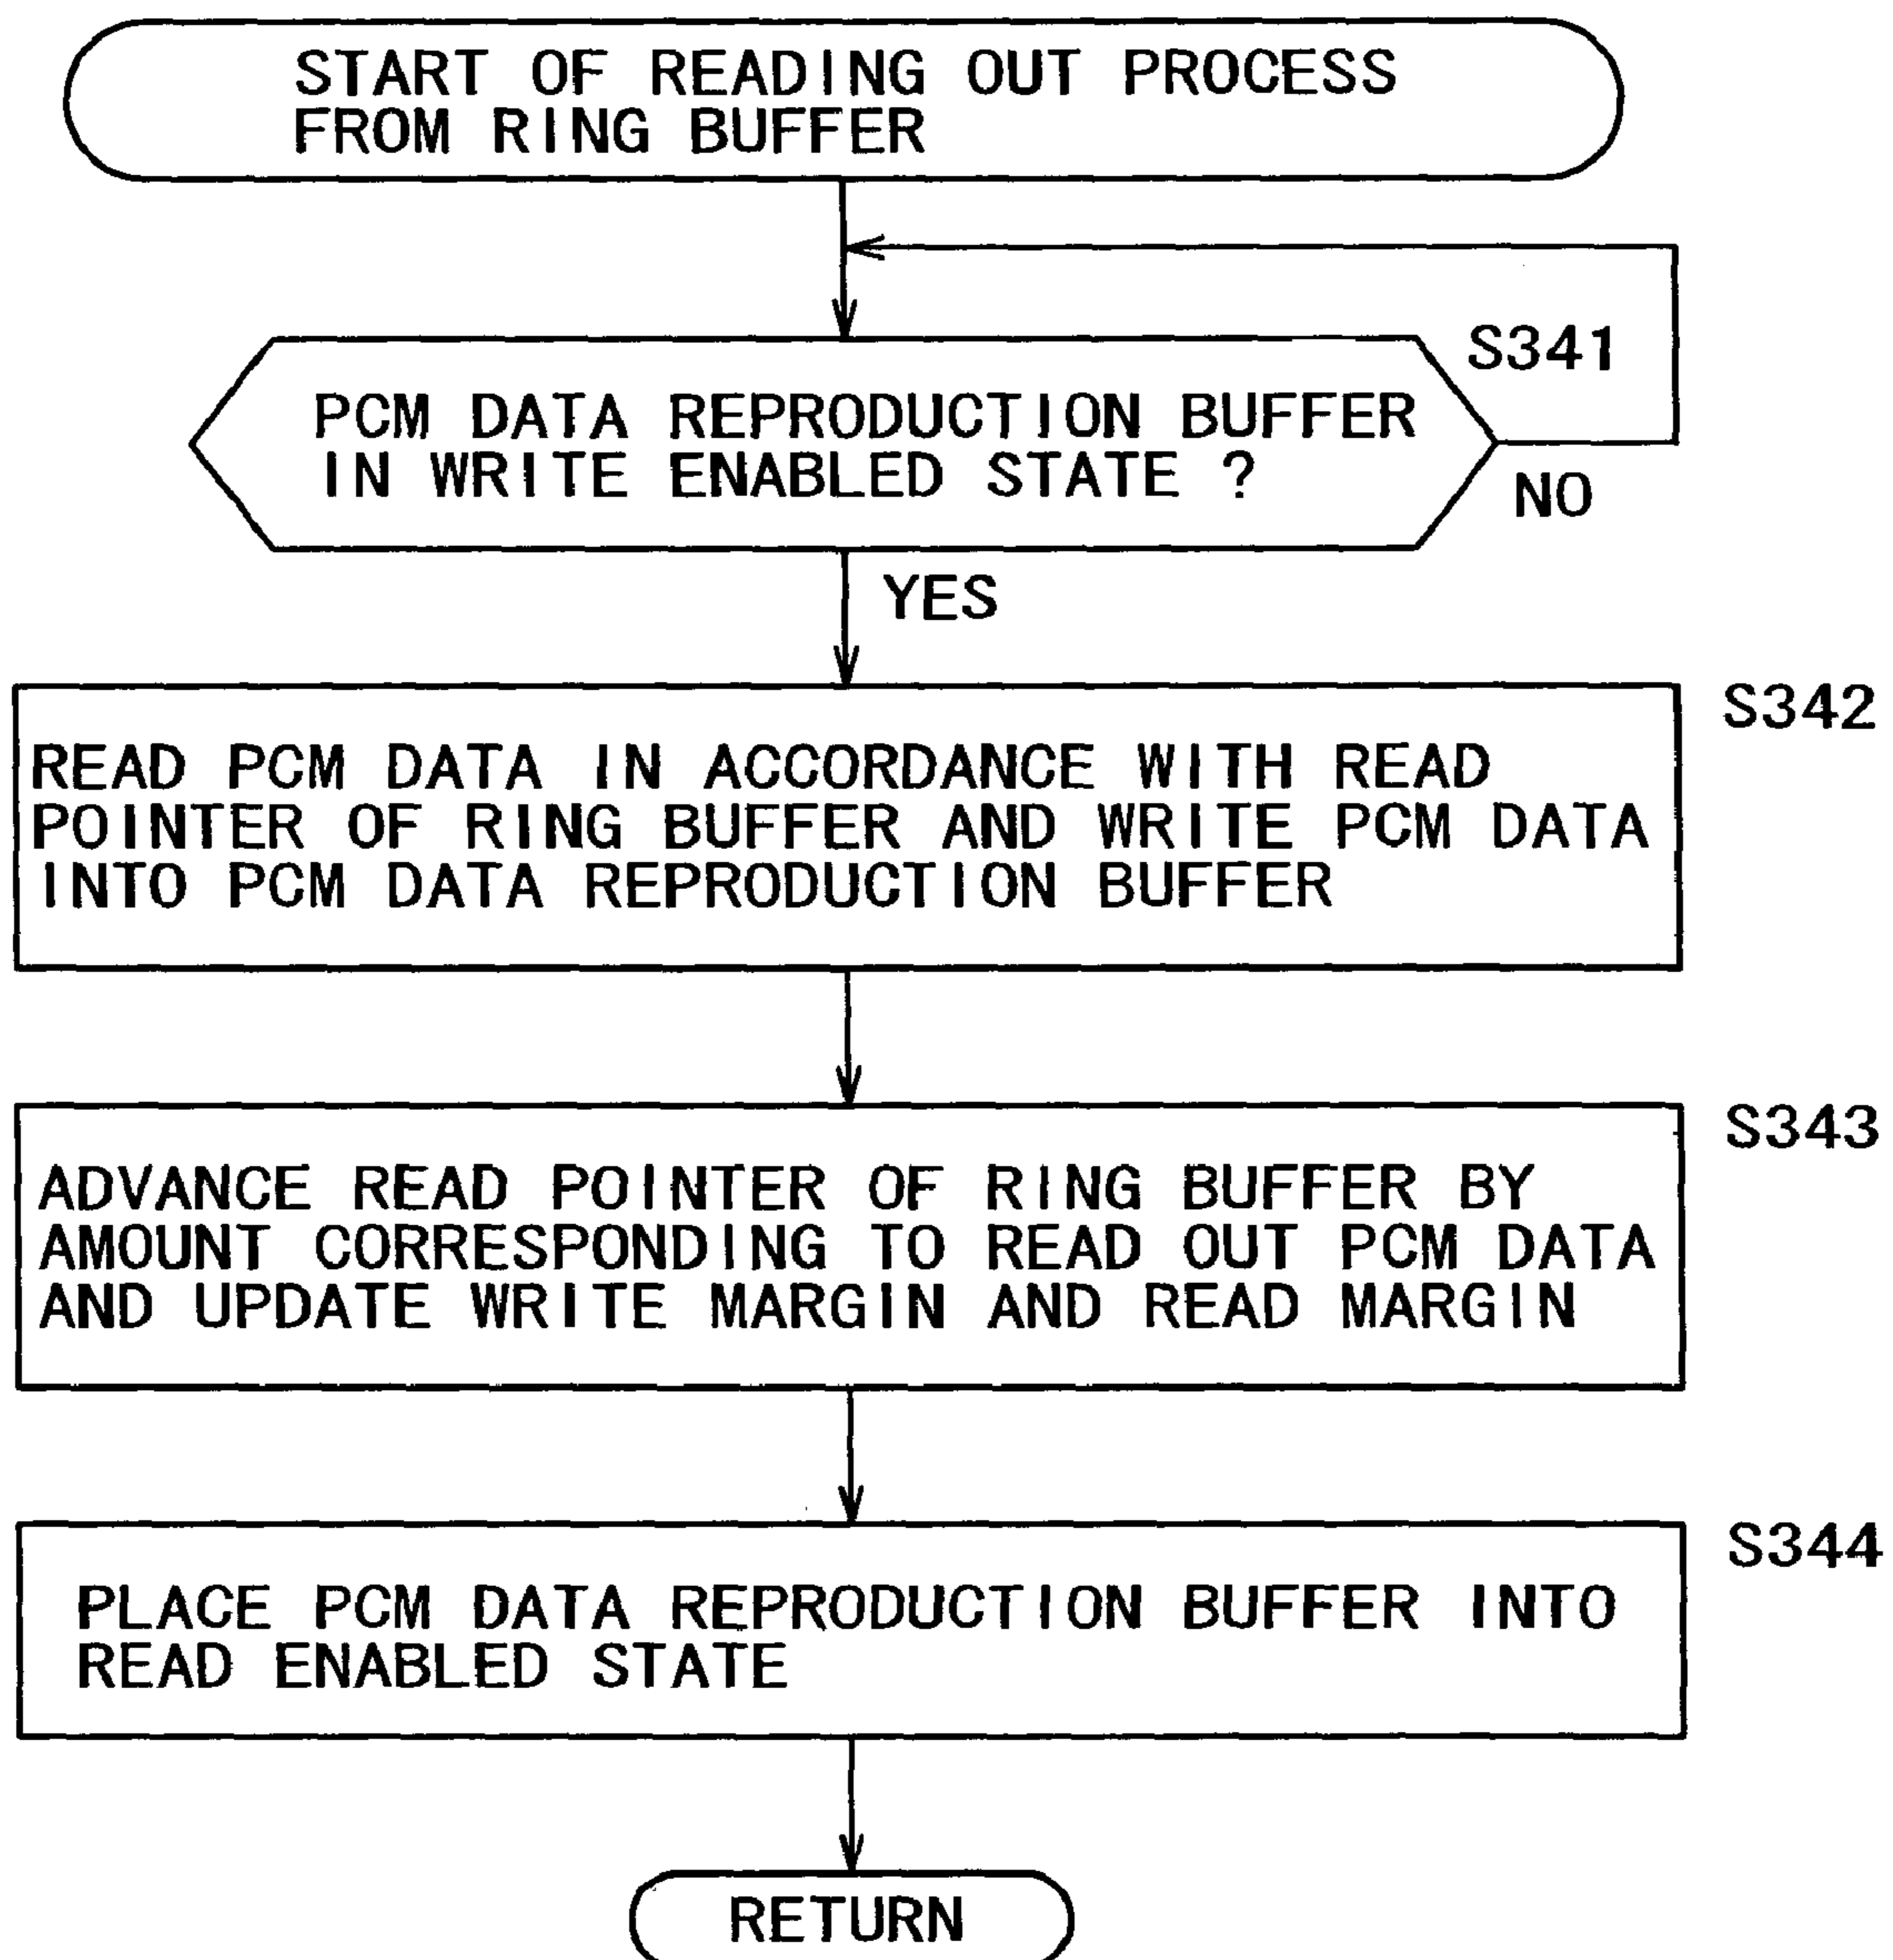 START OF READING OUT PROCESS
FROM RING BUFFER
S341
PCM DATA REPRODUCTION BUFFER
IN WRITE ENABLED STATE ?
NO
YES
S342
READ PCM DATA IN ACCORDANCE WITH READ
POINTER OF RING BUFFER AND WRITE PCM DATA
INTO PCM DATA REPRODUCTION BUFFER
S343
ADVANCE READ POINTER OF RING BUFFER BY
AMOUNT CORRESPONDING TO READ OUT PCM DATA
AND UPDATE WRITE MARGIN AND READ MARGIN
S344
PLACE PCM DATA REPRODUCTION BUFFER INTO
READ ENABLED STATE
RETURN